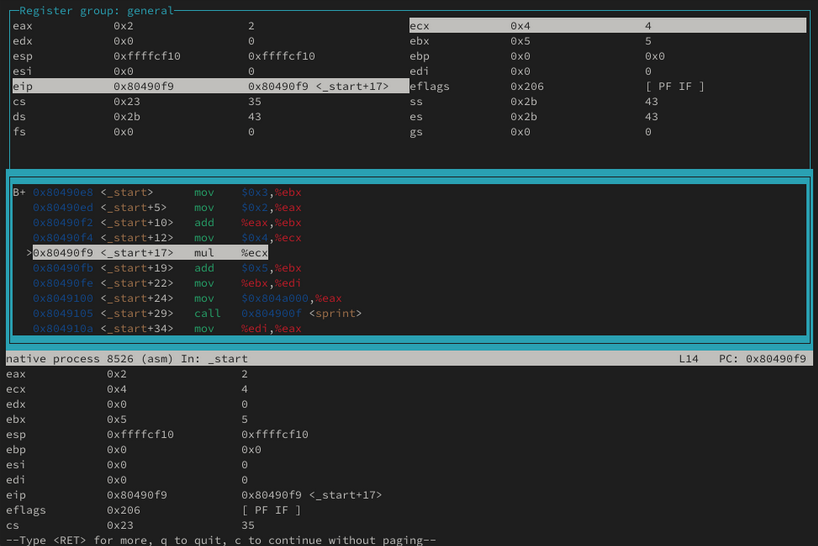 Register group: general
eax 0x2 2 ecx 0x4 4
edx 0x0 0 ebx 0x5 5
esp 0xffffcf10 0xffffcf10 ebp 0x0 0x0
esi 0x0 0 edi 0x0 0
eip 0x80490f9 0x80490f9 <_start+17> eflags 0x206 [ PF IF ]
cs 0x23 35 ss 0x2b 43
ds 0x2b 43 es 0x2b 43
fs 0x0 0 gs 0x0 0
B+ 0x80490e8 <_start> mov $0x3,%ebx
0x80490ed <_start+5> mov $0x2,%eax
0x80490f2 <_start+10> add %eax,%ebx
0x80490f4 <_start+12> mov $0x4,%ecx
>0x80490f9 <_start+17> mul %ecx
0x80490fb <_start+19> add $0x5,%ebx
0x80490fe <_start+22> mov %ebx,%edi
0x8049100 <_start+24> mov $0x804a000,%eax
0x8049105 <_start+29> call 0x804900f <sprint>
0x804910a <_start+34> mov %edi,%eax
native process 8526 (asm) In: _start L14 PC: 0x80490f9
eax 0x2 2
ecx 0x4 4
edx 0x0 0
ebx 0x5 5
esp 0xffffcf10 0xffffcf10
ebp 0x0 0x0
esi 0x0 0
edi 0x0 0
eip 0x80490f9 0x80490f9 <_start+17>
eflags 0x206 [ PF IF ]
cs 0x23 35
--Type <RET> for more, q to quit, c to continue without paging--